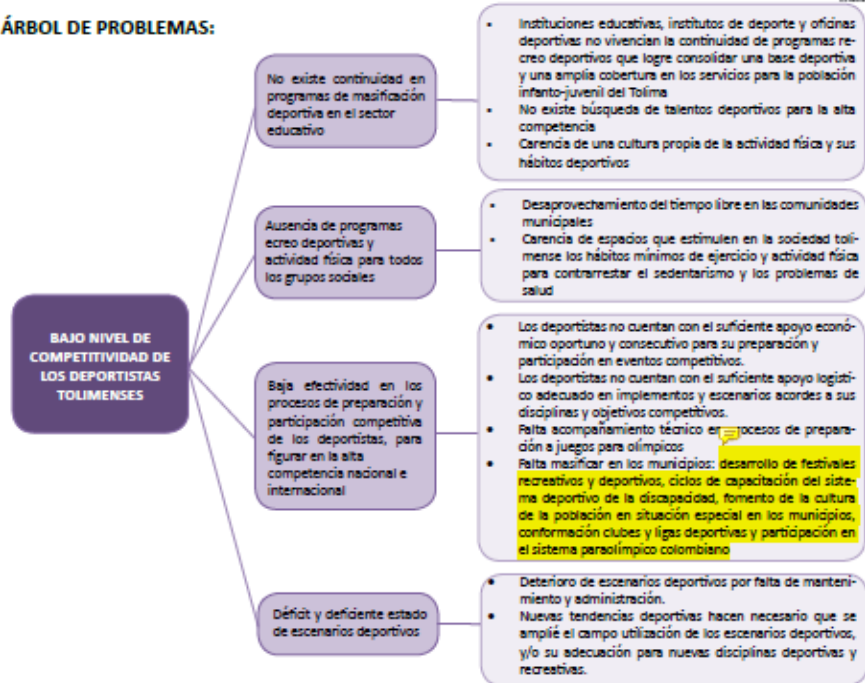 ÁRBOL DE PROBLEMAS:
BAJO NIVEL DE
COMPETITIVIDAD DE
LOS DEPORTISTAS
TOLIMENSES
No existe continuidad en
programas de masificación
deportiva en el sector
educativo
• Instituciones educativas, institutos de deporte y oficinas
deportivas no vivencian la continuidad de programas re-
creo deportivos que logre consolidar una base deportiva
y una amplia cobertura en los servicios para la población
infanto-juvenil del Tolima
• No existe búsqueda de talentos deportivos para la alta
competencia
• Carencia de una cultura propia de la actividad física y sus
hábitos deportivos
Ausencia de programas
ecreo deportivas y
actividad física para todos
los grupos sociales
• Desaprovechamiento del tiempo libre en las comunidades
municipales
• Carencia de espacios que estimulen en la sociedad toli-
mense los hábitos mínimos de ejercicio y actividad física
para contrarrestar el sedentarismo y los problemas de
salud
Baja efectividad en los
procesos de preparación y
participación competitiva
de los deportistas, para
figurar en la alta
competencia nacional e
internacional
• Los deportistas no cuentan con el suficiente apoyo econó-
mico oportuno y consecutivo para su preparación y
participación en eventos competitivos.
• Los deportistas no cuentan con el suficiente apoyo logísti-
co adecuado en implementos y escenarios acordes a sus
disciplinas y objetivos competitivos.
• Falta acompañamiento técnico en procesos de prepara-
ción a juegos para olímpicos
• Falta masificar en los municipios: desarrollo de festivales
recreativos y deportivos, ciclos de capacitación del siste-
ma deportivo de la discapacidad, fomento de la cultura
de la población en situación especial en los municipios,
conformación clubes y ligas deportivas y participación en
el sistema paraolímpico colombiano
Déficit y deficiente estado
de escenarios deportivos
• Deterioro de escenarios deportivos por falta de manteni-
miento y administración.
• Nuevas tendencias deportivas hacen necesario que se
amplié el campo utilización de los escenarios deportivos,
y/o su adecuación para nuevas disciplinas deportivas y
recreativas.